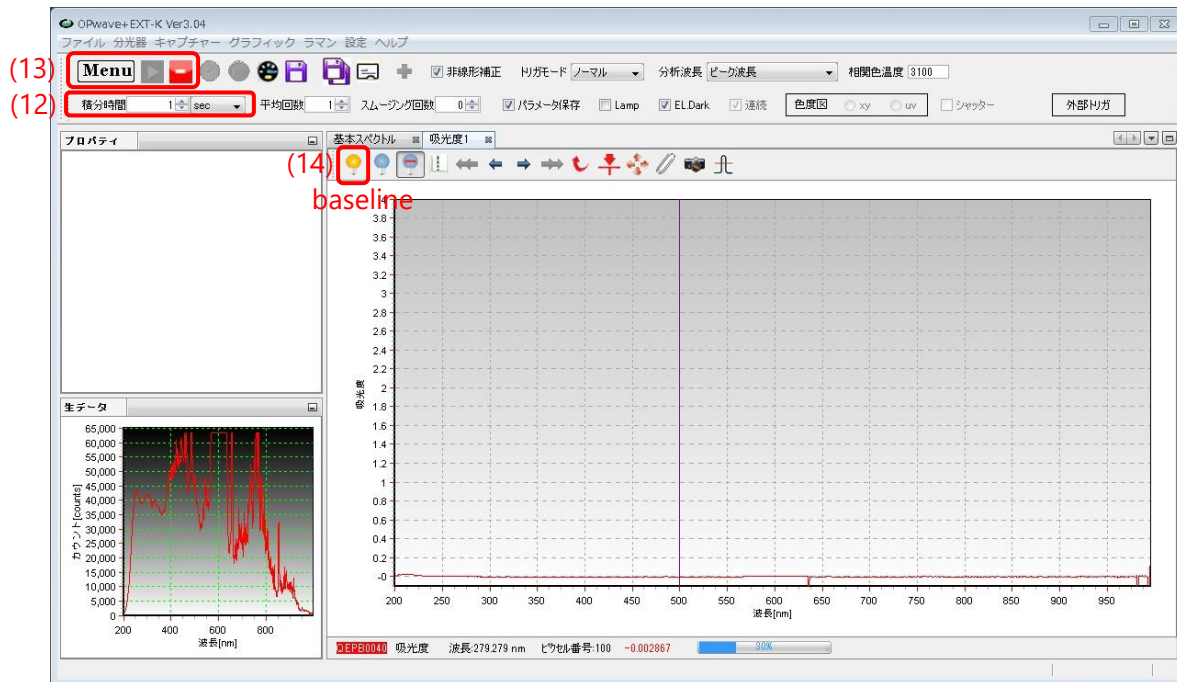 OPwave+EXT-K Ver3.04
ファイル 分光器 キャプチャー グラフィック ラマン 設定 ヘルプ
(13) Menu 非線形補正 トリガモード ノーマル 分析波長 ピーク波長 相関色温度 3100
(12) 積分時間 1 sec 平均回数 1 スムージング回数 0 パラメータ保存 Lamp EL.Dark 連続 色度図 xy uv シャッター 外部トリガ
プロパティ
基本スペクトル 吸光度1
(14)
baseline
4
3.8
3.6
3.4
3.2
3
2.8
2.6
2.4
2.2
2
1.8
1.6
1.4
1.2
1
0.8
0.6
0.4
0.2
-0
吸光度
200 250 300 350 400 450 500 550 600 650 700 750 800 850 900 950
波長[nm]
生データ
65,000
60,000
55,000
50,000
45,000
40,000
35,000
30,000
25,000
20,000
15,000
10,000
5,000
0
カウント[counts]
200 400 600 800
波長[nm]
QEPB0040 吸光度 波長:279.279 nm ピクセル番号:100 -0.002867 30%